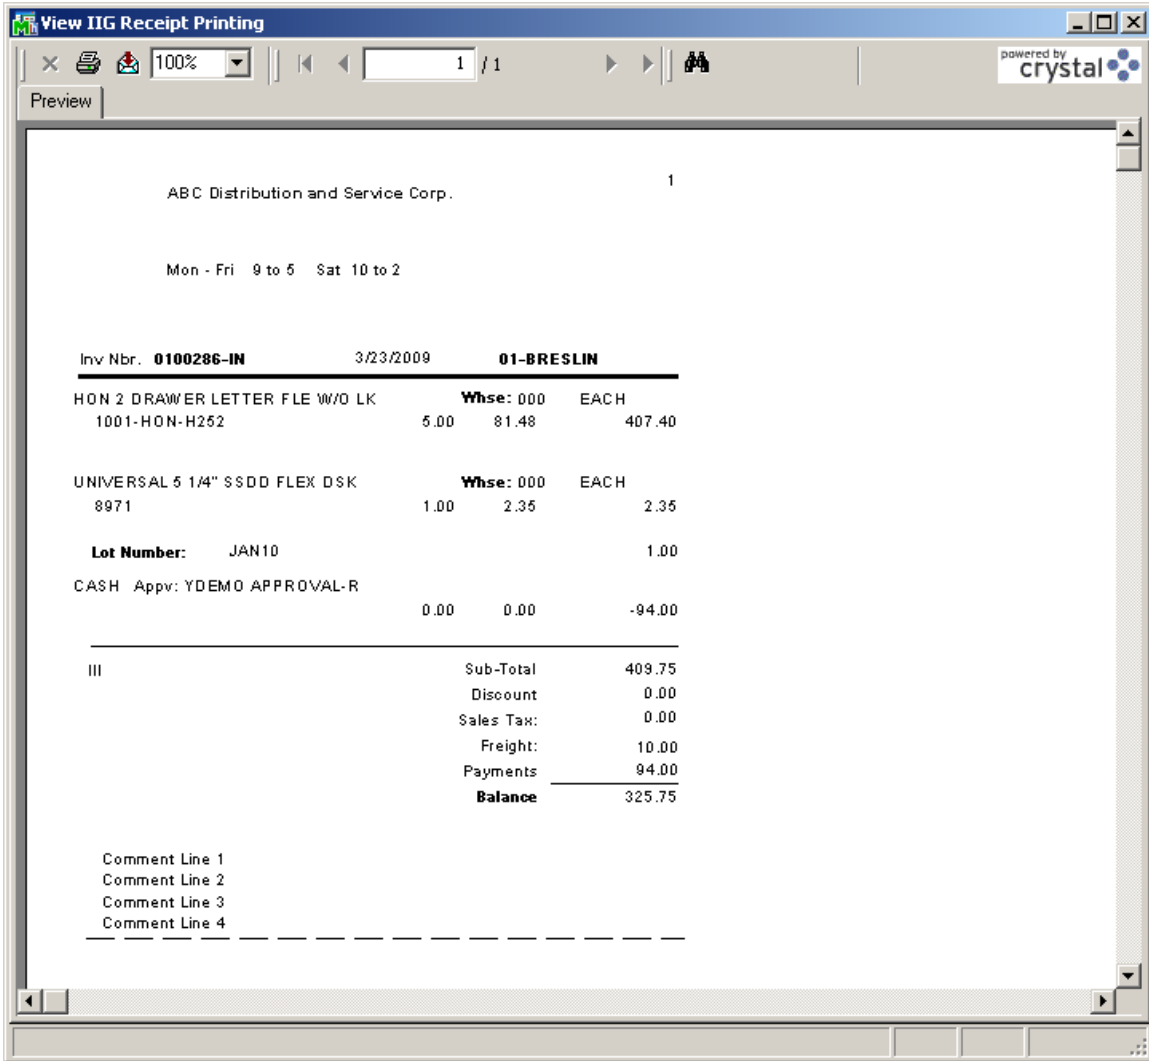 View IIG Receipt Printing
100% 1 / 1 powered by crystal
Preview
ABC Distribution and Service Corp. 1
Mon - Fri 9 to 5 Sat 10 to 2
Inv Nbr. 0100286-IN 3/23/2009 01-BRESLIN
HON 2 DRAWER LETTER FLE W/O LK Whse: 000 EACH
1001-HON-H252 5.00 81.48 407.40
UNIVERSAL 5 1/4" SSDD FLEX DSK Whse: 000 EACH
8971 1.00 2.35 2.35
Lot Number: JAN10 1.00
CASH Appv: YDEMO APPROVAL-R
0.00 0.00 -94.00
III Sub-Total 409.75
Discount 0.00
Sales Tax: 0.00
Freight: 10.00
Payments 94.00
Balance 325.75
Comment Line 1
Comment Line 2
Comment Line 3
Comment Line 4